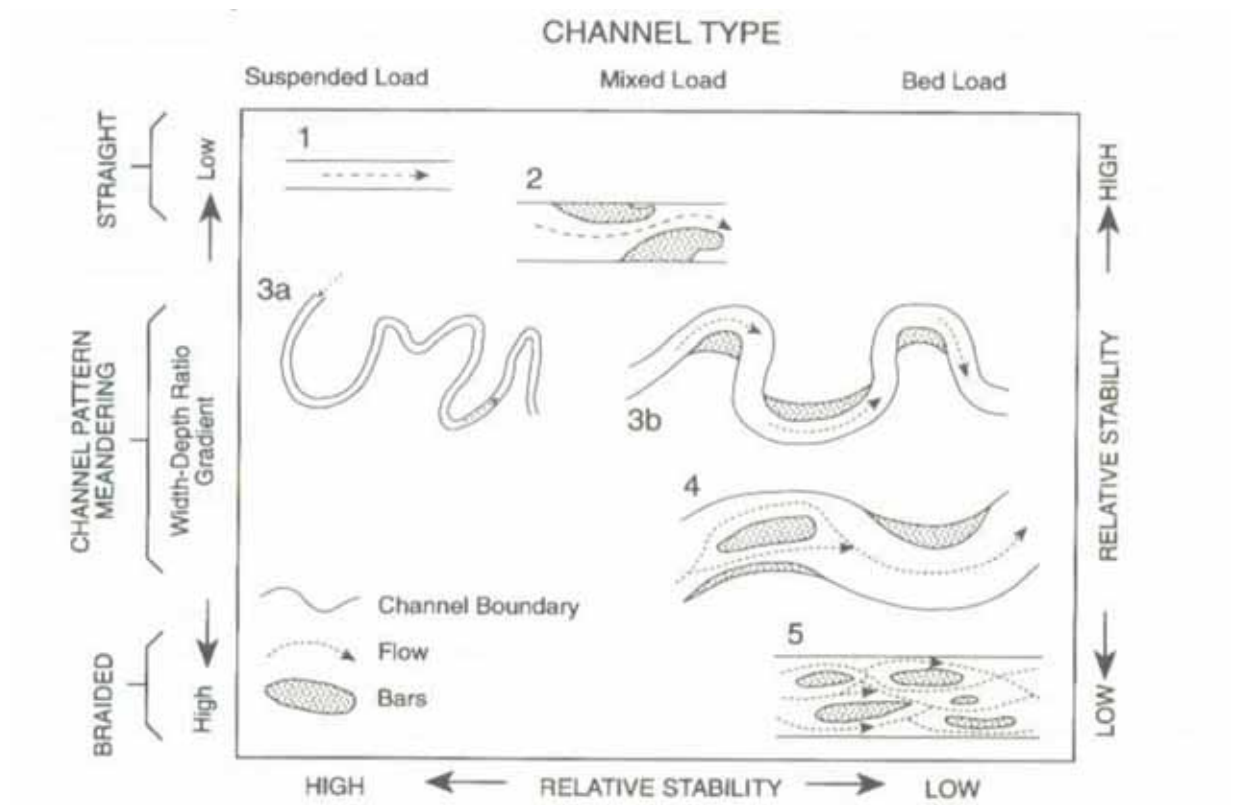 CHANNEL TYPE
Suspended Load
Mixed Load
Bed Load
STRAIGHT
Low
1
2
HIGH
3a
3b
CHANNEL PATTERN
MEANDERING
Width-Depth Ratio
Gradient
RELATIVE STABILITY
4
Channel Boundary
Flow
Bars
5
BRAIDED
High
LOW
HIGH
RELATIVE STABILITY
LOW